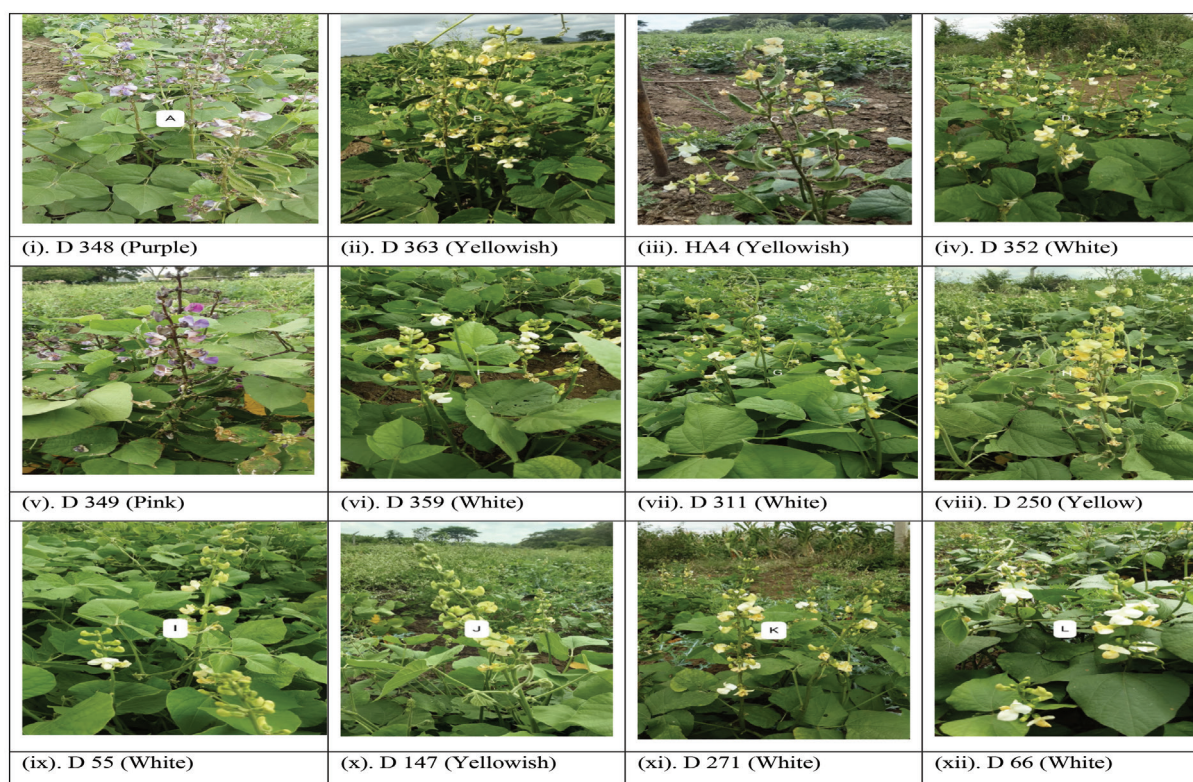 A
B
C
D
(i). D 348 (Purple)
(ii). D 363 (Yellowish)
(iii). HA4 (Yellowish)
(iv). D 352 (White)
G
H
(v). D 349 (Pink)
(vi). D 359 (White)
(vii). D 311 (White)
(viii). D 250 (Yellow)
I
J
K
L
(ix). D 55 (White)
(x). D 147 (Yellowish)
(xi). D 271 (White)
(xii). D 66 (White)